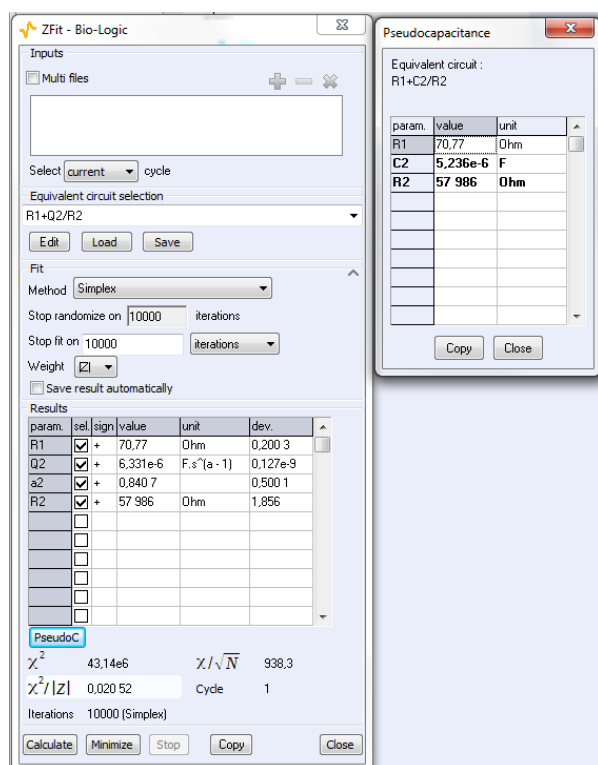 ZFit - Bio-Logic
Inputs
Multi files
Select current cycle
Equivalent circuit selection
R1+Q2/R2
Edit Load Save
Fit
Method Simplex
Stop randomize on 10000 iterations
Stop fit on 10000 iterations
Weight |Z|
Save result automatically
Results
param. sel. sign value unit dev.
R1 + 70,77 Ohm 0,200 3
Q2 + 6,331e-6 F.s^(a - 1) 0,127e-9
a2 + 0,840 7 0,500 1
R2 + 57 986 Ohm 1,856
PseudoC
χ² 43,14e6 χ/√N 938,3
χ²/|Z| 0,020 52 Cycle 1
Iterations 10000 (Simplex)
Calculate Minimize Stop Copy Close
Pseudocapacitance
Equivalent circuit :
R1+C2/R2
param. value unit
R1 70,77 Ohm
C2 5,236e-6 F
R2 57 986 Ohm
Copy Close